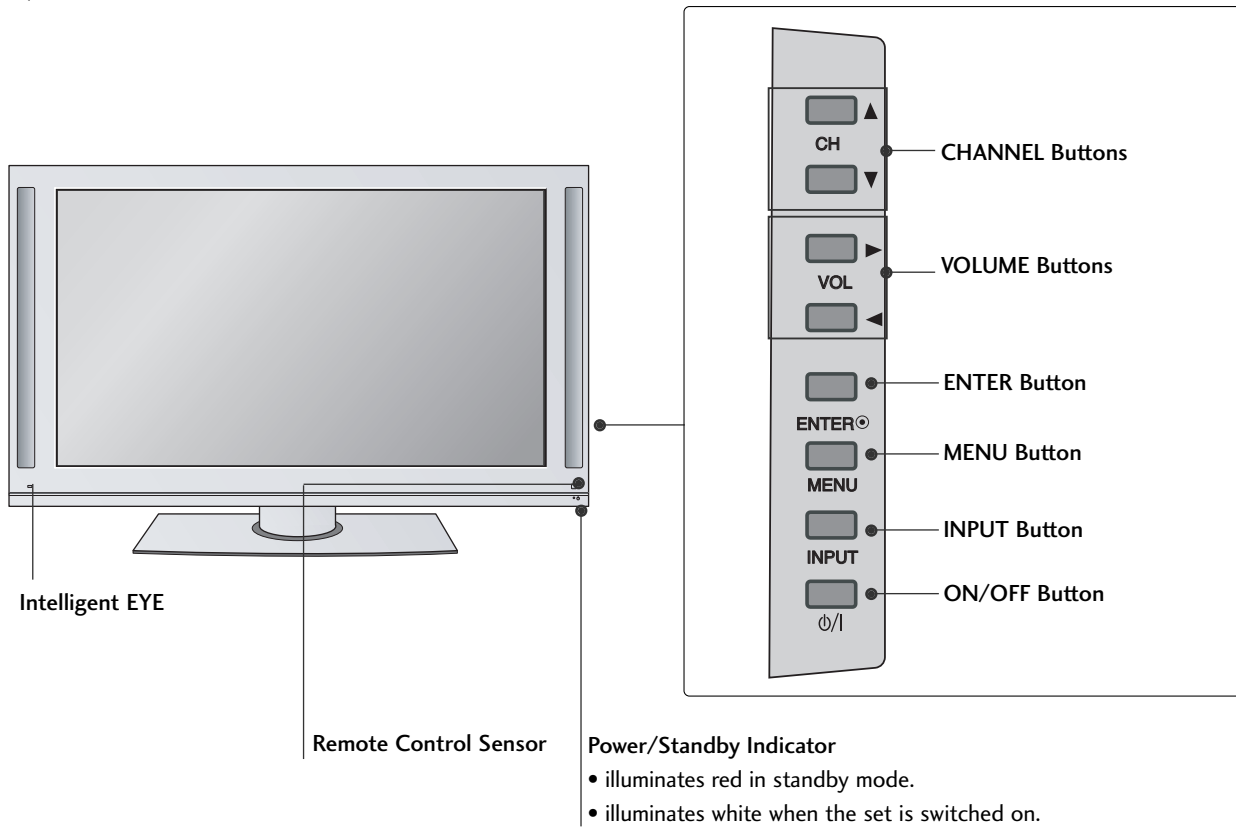 ▲
CH
▼
CHANNEL Buttons
►
VOL
◄
VOLUME Buttons
ENTER Button
ENTER
MENU Button
MENU
INPUT Button
INPUT
ON/OFF Button
/I
Intelligent EYE
Remote Control Sensor
Power/Standby Indicator
• illuminates red in standby mode.
• illuminates white when the set is switched on.